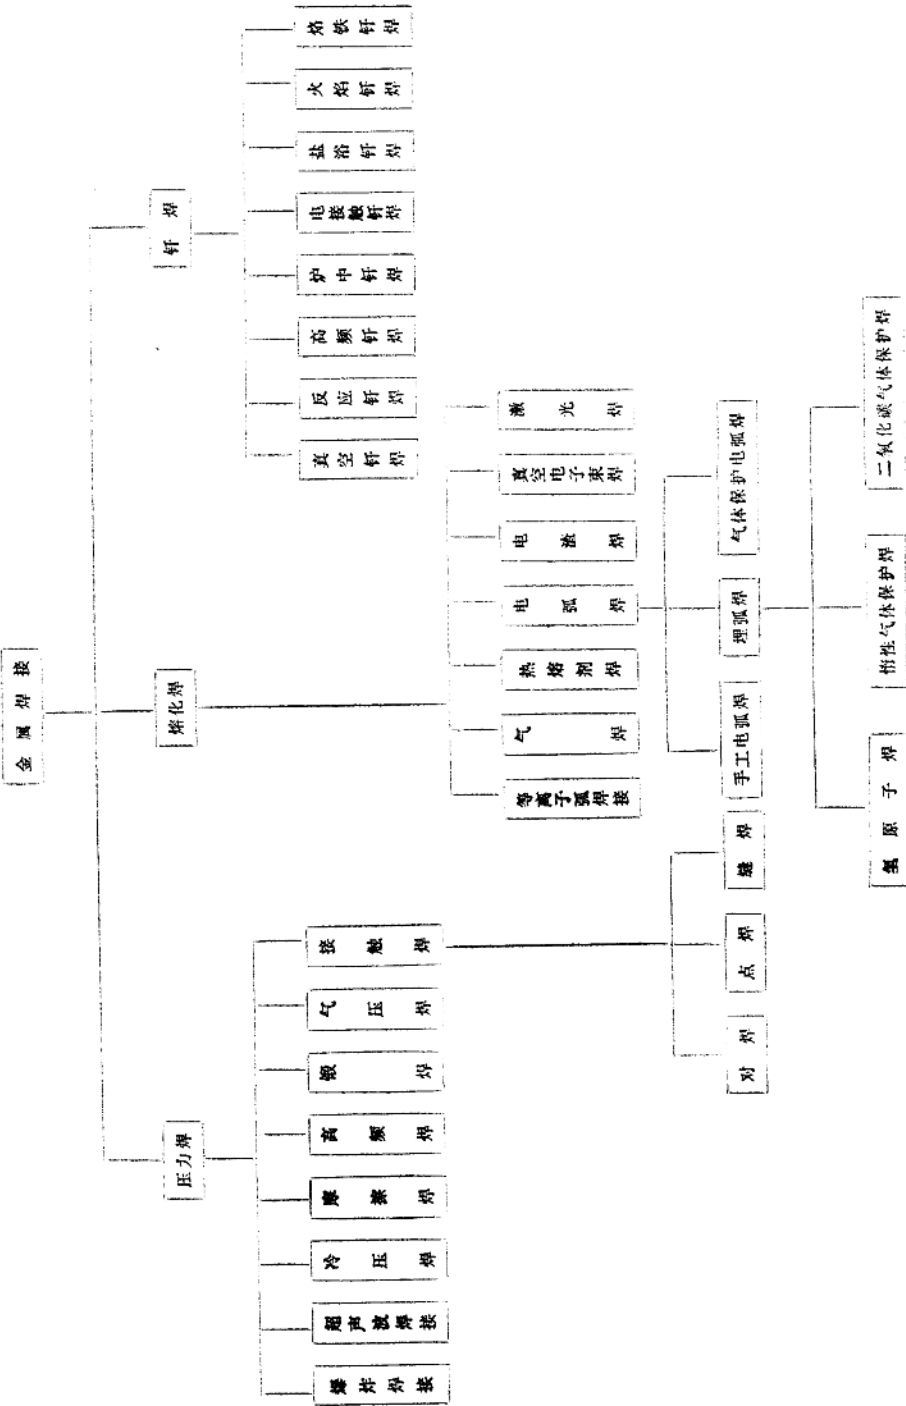 金属焊接
压力焊
熔化焊
钎焊
爆炸焊接
超声波焊接
冷压焊
摩擦焊
高频焊
锻焊
气压焊
接触焊
等离子弧焊接
气焊
热熔剂焊
电弧焊
电渣焊
真空电子束焊
激光焊
真空钎焊
反应钎焊
高频钎焊
炉中钎焊
电接触钎焊
盐浴钎焊
火焰钎焊
烙铁钎焊
对焊
点焊
缝焊
手工电弧焊
埋弧焊
气体保护电弧焊
氢原子焊
惰性气体保护焊
二氧化碳气体保护焊